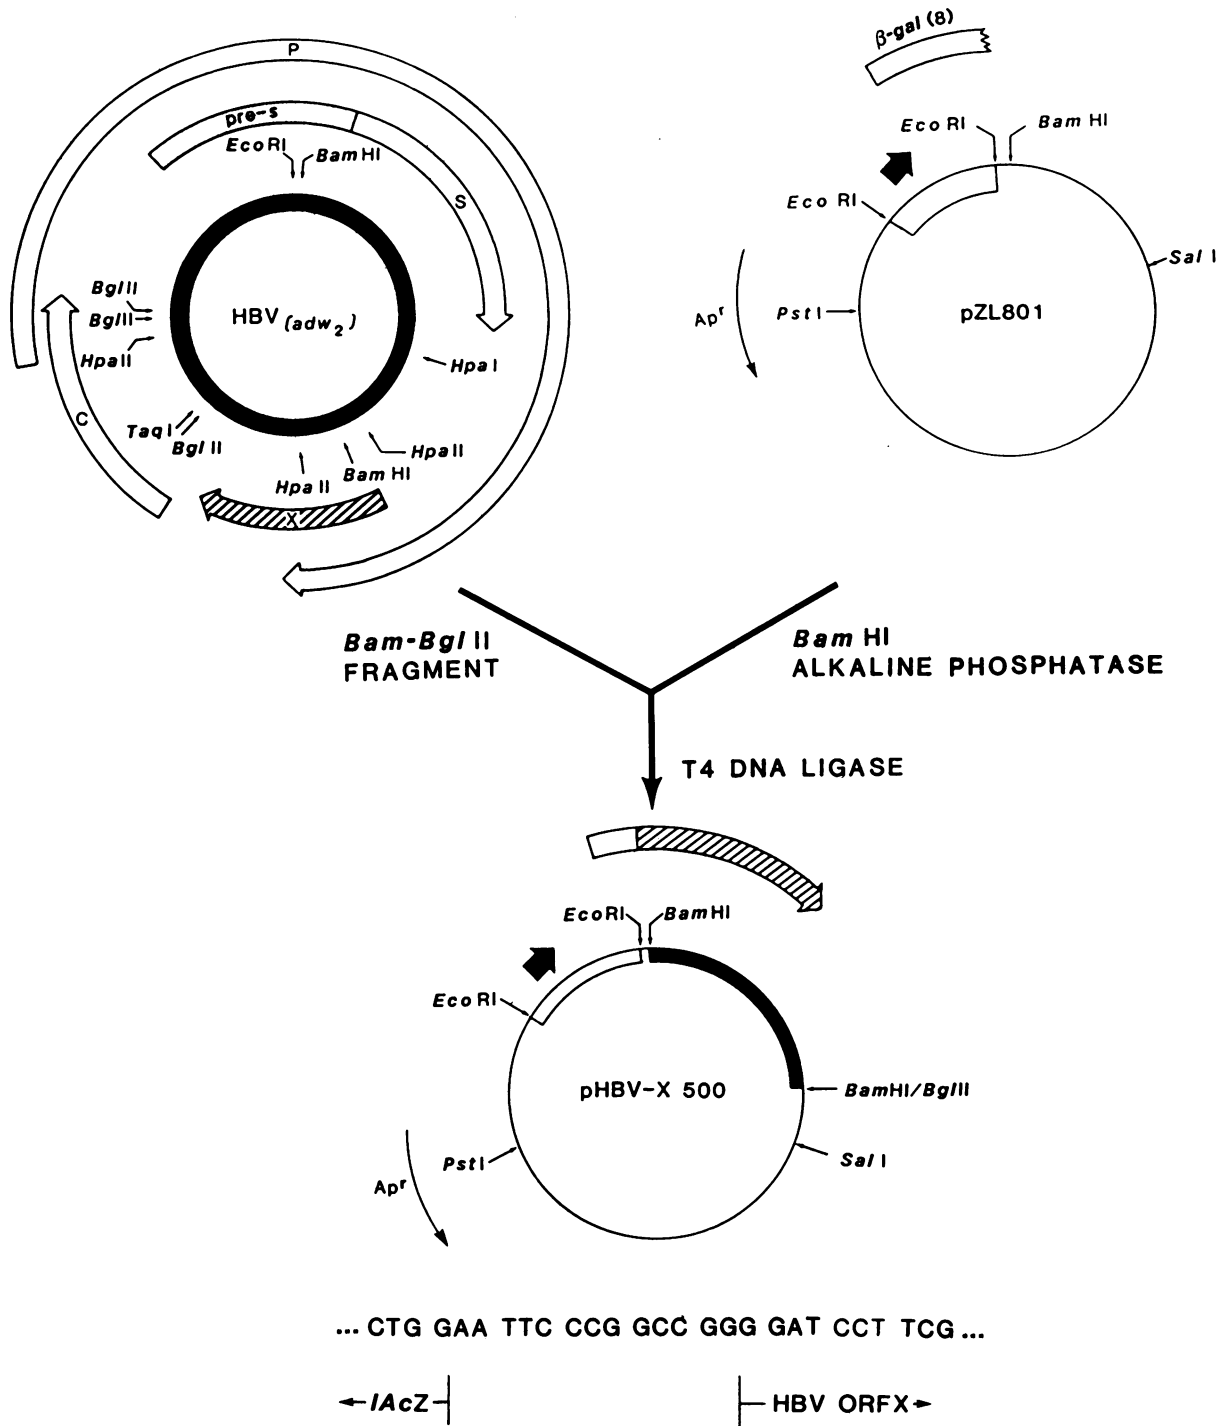 P
pre-s
EcoRI
BamHI
S
BglII
BglII
HpaII
HBV(adw2)
HpaI
C
TaqI
BglII
HpaII
BamHI
HpaII
X
β-gal (8)
EcoRI
BamHI
EcoRI
SalI
Apr
PstI
pZL801
Bam-BglII
FRAGMENT
BamHI
ALKALINE PHOSPHATASE
T4 DNA LIGASE
EcoRI
BamHI
EcoRI
pHBV-X 500
BamHI/BglII
PstI
SalI
Apr
... CTG GAA TTC CCG GCC GGG GAT CCT TCG ...
lAcZ
HBV ORFX